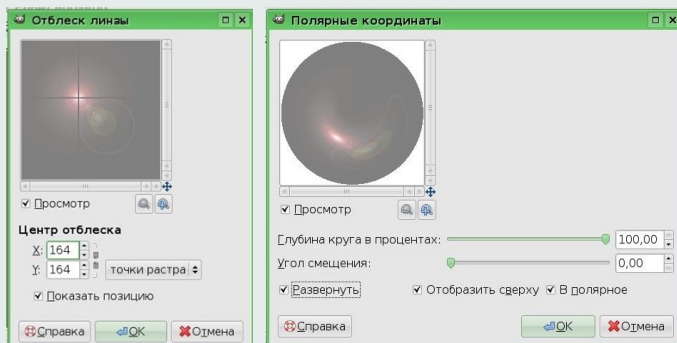 Отблеск линзы
Просмотр
Центр отблеска
X: 164
Y: 164 точки растра
Показать позицию
Справка OK Отмена
Полярные координаты
Просмотр
Глубина круга в процентах: 100,00
Угол смещения: 0,00
Развернуть Отобразить сверху В полярное
Справка OK Отмена